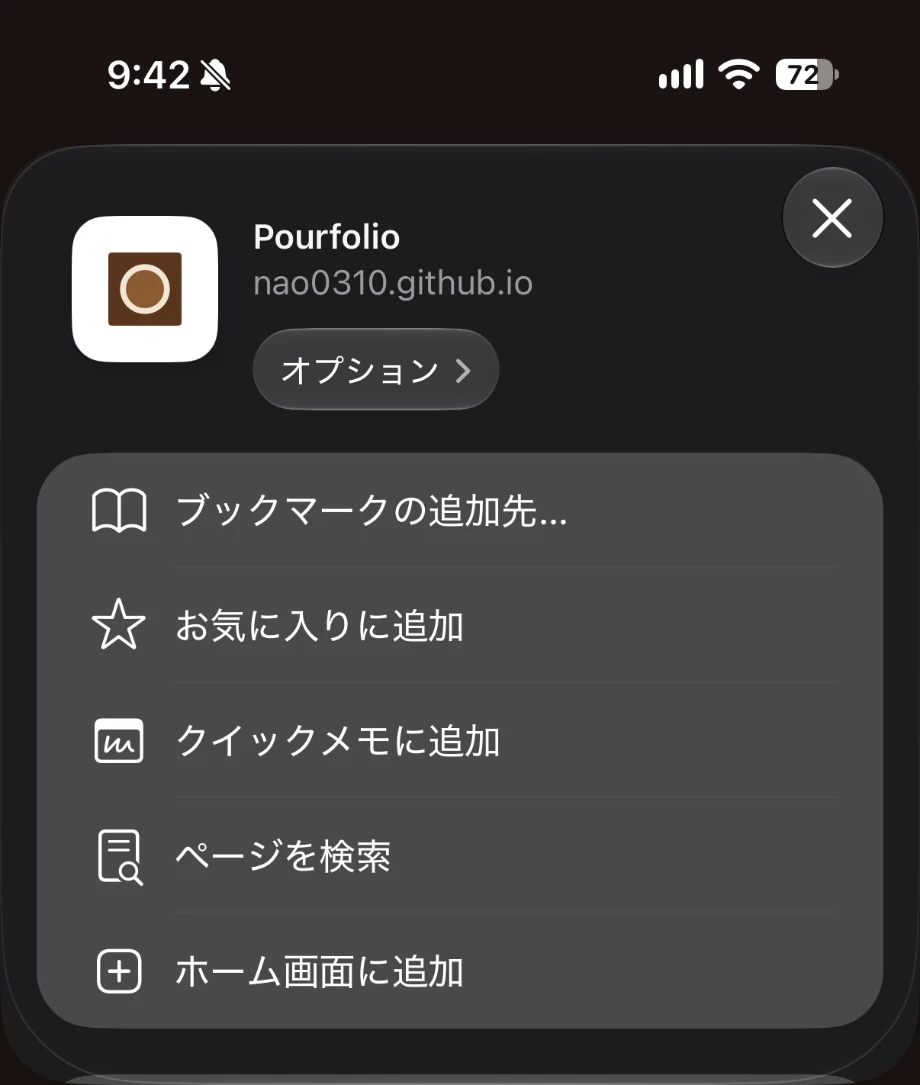 9:42
72
Pourfolio
nao0310.github.io
オプション
ブックマークの追加先...
お気に入りに追加
クイックメモに追加
ページを検索
ホーム画面に追加